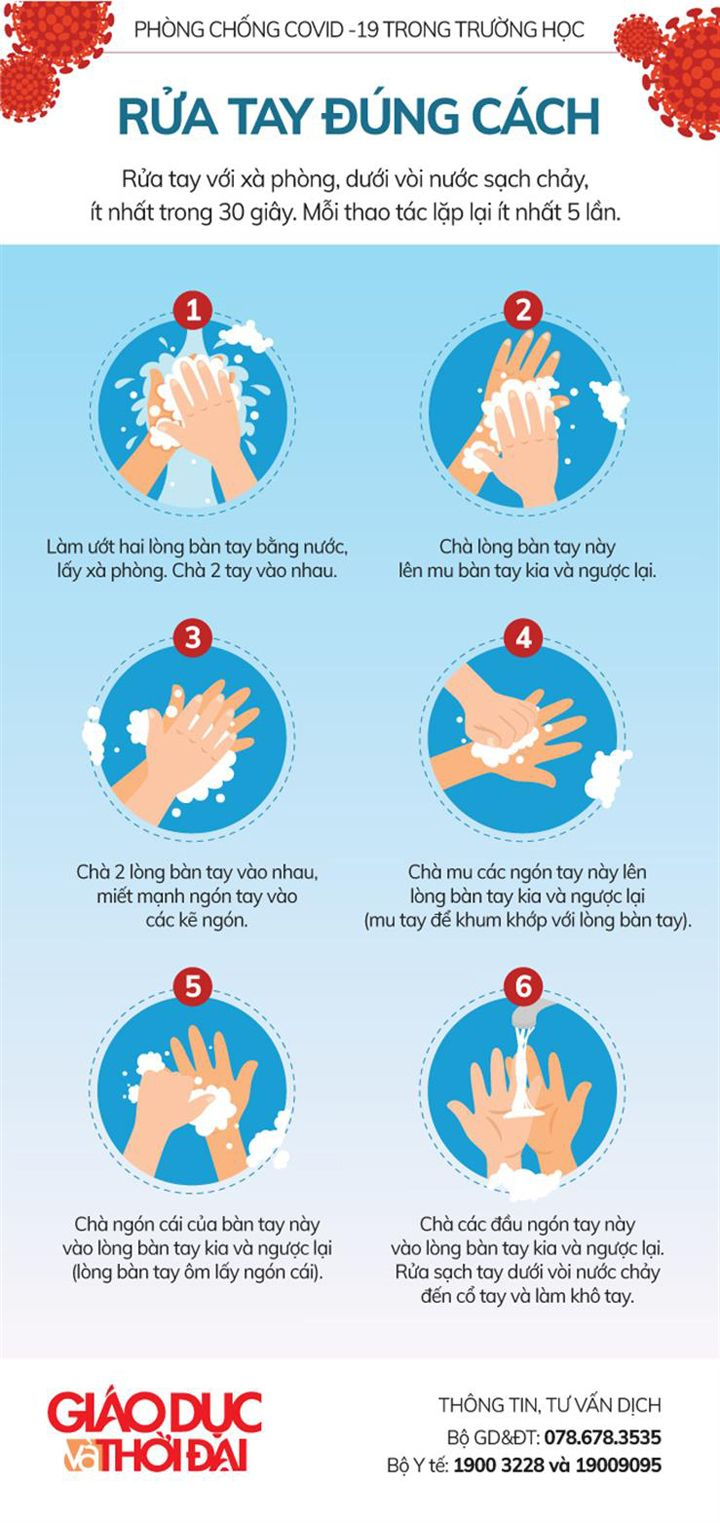 PHÒNG CHỐNG COVID -19 TRONG TRƯỜNG HỌC
RỬA TAY ĐÚNG CÁCH
Rửa tay với xà phòng, dưới vòi nước sạch chảy,
ít nhất trong 30 giây. Mỗi thao tác lặp lại ít nhất 5 lần.
1
Làm ướt hai lòng bàn tay bằng nước,
lấy xà phòng. Chà 2 tay vào nhau.
2
Chà lòng bàn tay này
lên mu bàn tay kia và ngược lại.
3
Chà 2 lòng bàn tay vào nhau,
miết mạnh ngón tay vào
các kẽ ngón.
4
Chà mu các ngón tay này lên
lòng bàn tay kia và ngược lại
(mu tay để khum khớp với lòng bàn tay).
5
Chà ngón cái của bàn tay này
vào lòng bàn tay kia và ngược lại
(lòng bàn tay ôm lấy ngón cái).
6
Chà các đầu ngón tay này
vào lòng bàn tay kia và ngược lại.
Rửa sạch tay dưới vòi nước chảy
đến cổ tay và làm khô tay.
GIÁO DỤC
và THỜI ĐẠI
THÔNG TIN, TƯ VẤN DỊCH
Bộ GD&ĐT: 078.678.3535
Bộ Y tế: 1900 3228 và 19009095